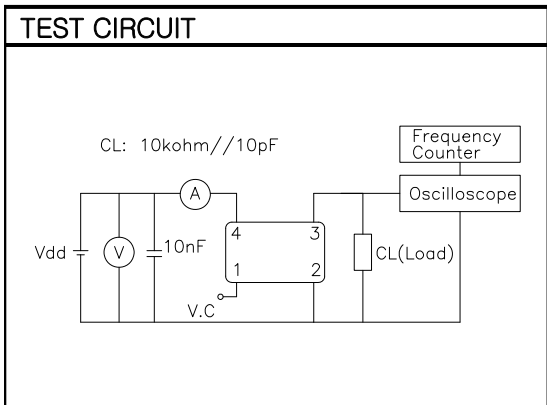 TEST CIRCUIT
CL: 10kohm//10pF
Frequency
Counter
A
Oscilloscope
4
3
Vdd
V
10nF
CL(Load)
1
2
V.C